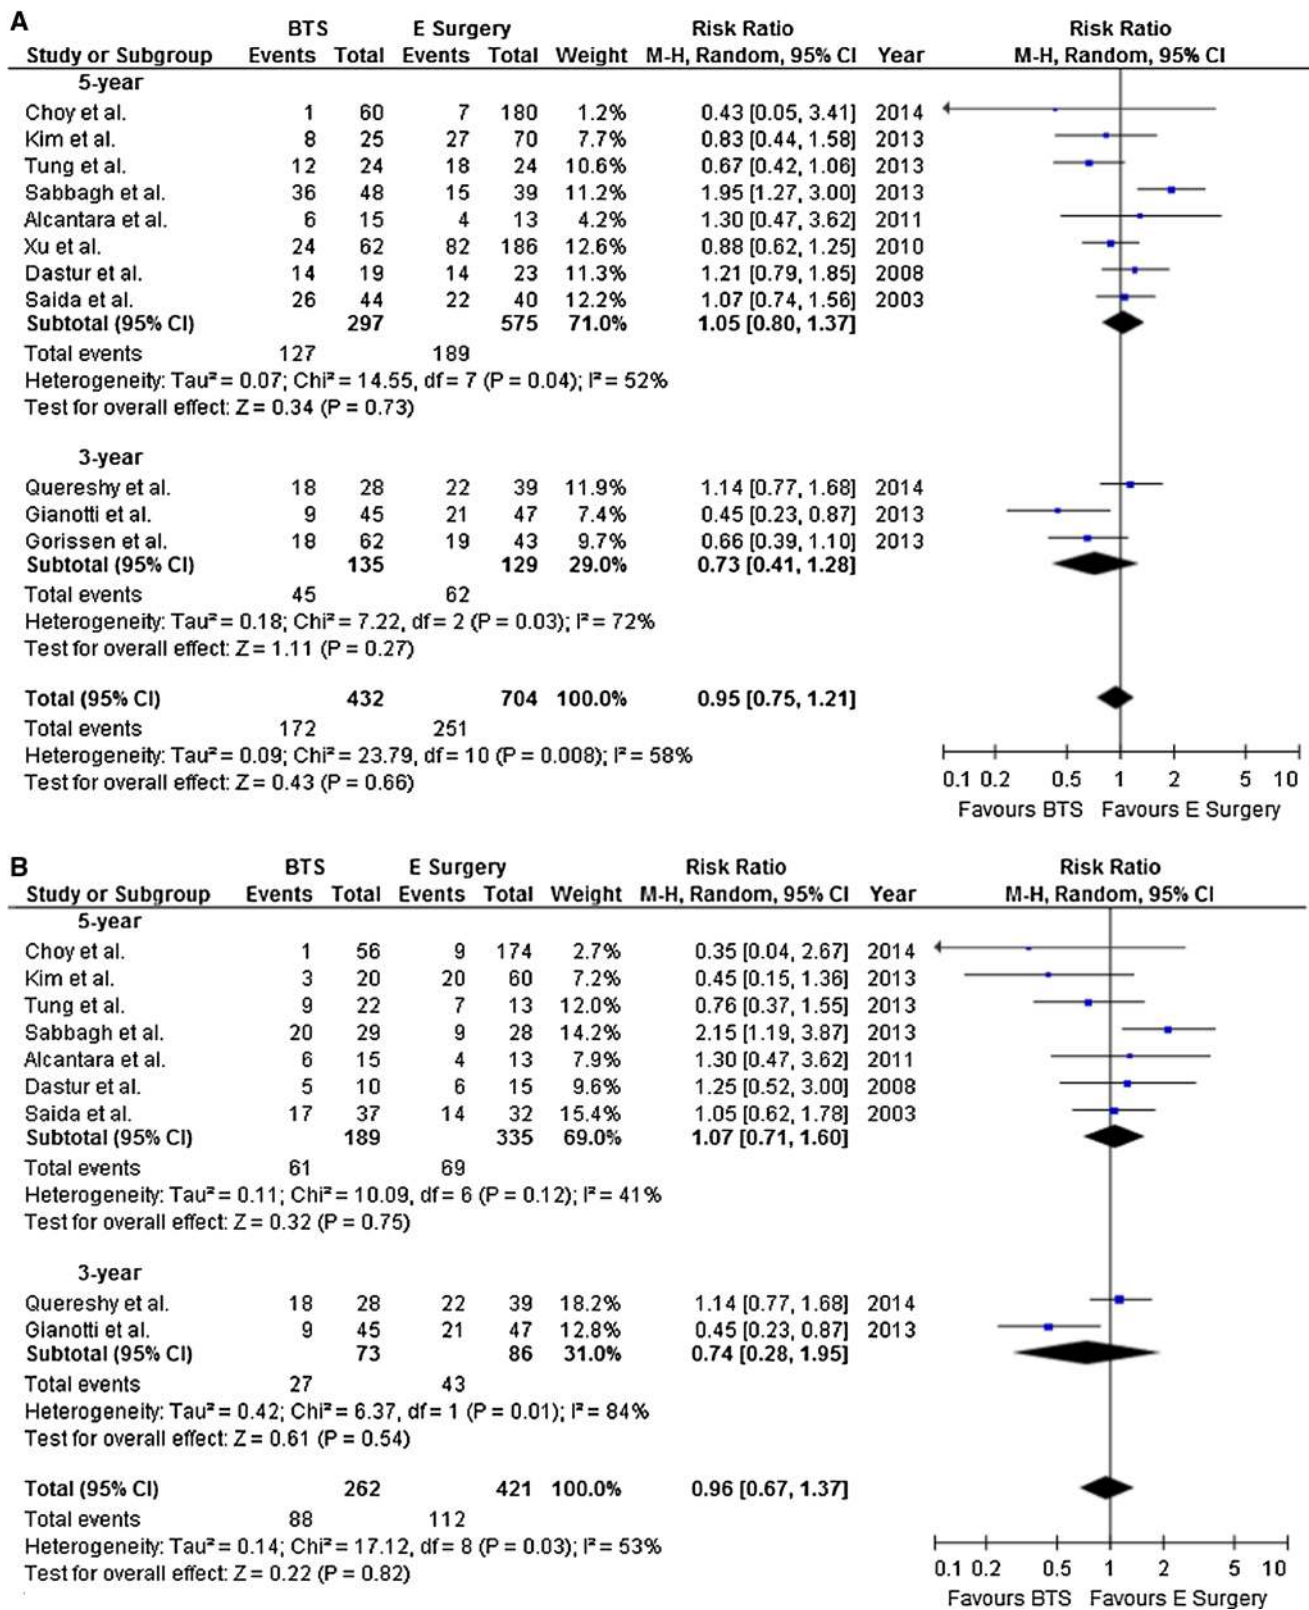 A
BTS E Surgery Risk Ratio Risk Ratio
Study or Subgroup Events Total Events Total Weight M-H, Random, 95% CI Year M-H, Random, 95% CI
5-year
Choy et al. 1 60 7 180 1.2% 0.43 [0.05, 3.41] 2014
Kim et al. 8 25 27 70 7.7% 0.83 [0.44, 1.58] 2013
Tung et al. 12 24 18 24 10.6% 0.67 [0.42, 1.06] 2013
Sabbagh et al. 36 48 15 39 11.2% 1.95 [1.27, 3.00] 2013
Alcantara et al. 6 15 4 13 4.2% 1.30 [0.47, 3.62] 2011
Xu et al. 24 62 82 186 12.6% 0.88 [0.62, 1.25] 2010
Dastur et al. 14 19 14 23 11.3% 1.21 [0.79, 1.85] 2008
Saida et al. 26 44 22 40 12.2% 1.07 [0.74, 1.56] 2003
Subtotal (95% CI) 297 575 71.0% 1.05 [0.80, 1.37]
Total events 127 189
Heterogeneity: Tau² = 0.07; Chi² = 14.55, df = 7 (P = 0.04); I² = 52%
Test for overall effect: Z = 0.34 (P = 0.73)
3-year
Quereshy et al. 18 28 22 39 11.9% 1.14 [0.77, 1.68] 2014
Gianotti et al. 9 45 21 47 7.4% 0.45 [0.23, 0.87] 2013
Gorissen et al. 18 62 19 43 9.7% 0.66 [0.39, 1.10] 2013
Subtotal (95% CI) 135 129 29.0% 0.73 [0.41, 1.28]
Total events 45 62
Heterogeneity: Tau² = 0.18; Chi² = 7.22, df = 2 (P = 0.03); I² = 72%
Test for overall effect: Z = 1.11 (P = 0.27)
Total (95% CI) 432 704 100.0% 0.95 [0.75, 1.21]
Total events 172 251
Heterogeneity: Tau² = 0.09; Chi² = 23.79, df = 10 (P = 0.008); I² = 58%
Test for overall effect: Z = 0.43 (P = 0.66)
0.1 0.2 0.5 1 2 5 10
Favours BTS Favours E Surgery
B
BTS E Surgery Risk Ratio Risk Ratio
Study or Subgroup Events Total Events Total Weight M-H, Random, 95% CI Year M-H, Random, 95% CI
5-year
Choy et al. 1 56 9 174 2.7% 0.35 [0.04, 2.67] 2014
Kim et al. 3 20 20 60 7.2% 0.45 [0.15, 1.36] 2013
Tung et al. 9 22 7 13 12.0% 0.76 [0.37, 1.55] 2013
Sabbagh et al. 20 29 9 28 14.2% 2.15 [1.19, 3.87] 2013
Alcantara et al. 6 15 4 13 7.9% 1.30 [0.47, 3.62] 2011
Dastur et al. 5 10 6 15 9.6% 1.25 [0.52, 3.00] 2008
Saida et al. 17 37 14 32 15.4% 1.05 [0.62, 1.78] 2003
Subtotal (95% CI) 189 335 69.0% 1.07 [0.71, 1.60]
Total events 61 69
Heterogeneity: Tau² = 0.11; Chi² = 10.09, df = 6 (P = 0.12); I² = 41%
Test for overall effect: Z = 0.32 (P = 0.75)
3-year
Quereshy et al. 18 28 22 39 18.2% 1.14 [0.77, 1.68] 2014
Gianotti et al. 9 45 21 47 12.8% 0.45 [0.23, 0.87] 2013
Subtotal (95% CI) 73 86 31.0% 0.74 [0.28, 1.95]
Total events 27 43
Heterogeneity: Tau² = 0.42; Chi² = 6.37, df = 1 (P = 0.01); I² = 84%
Test for overall effect: Z = 0.61 (P = 0.54)
Total (95% CI) 262 421 100.0% 0.96 [0.67, 1.37]
Total events 88 112
Heterogeneity: Tau² = 0.14; Chi² = 17.12, df = 8 (P = 0.03); I² = 53%
Test for overall effect: Z = 0.22 (P = 0.82)
0.1 0.2 0.5 1 2 5 10
Favours BTS Favours E Surgery